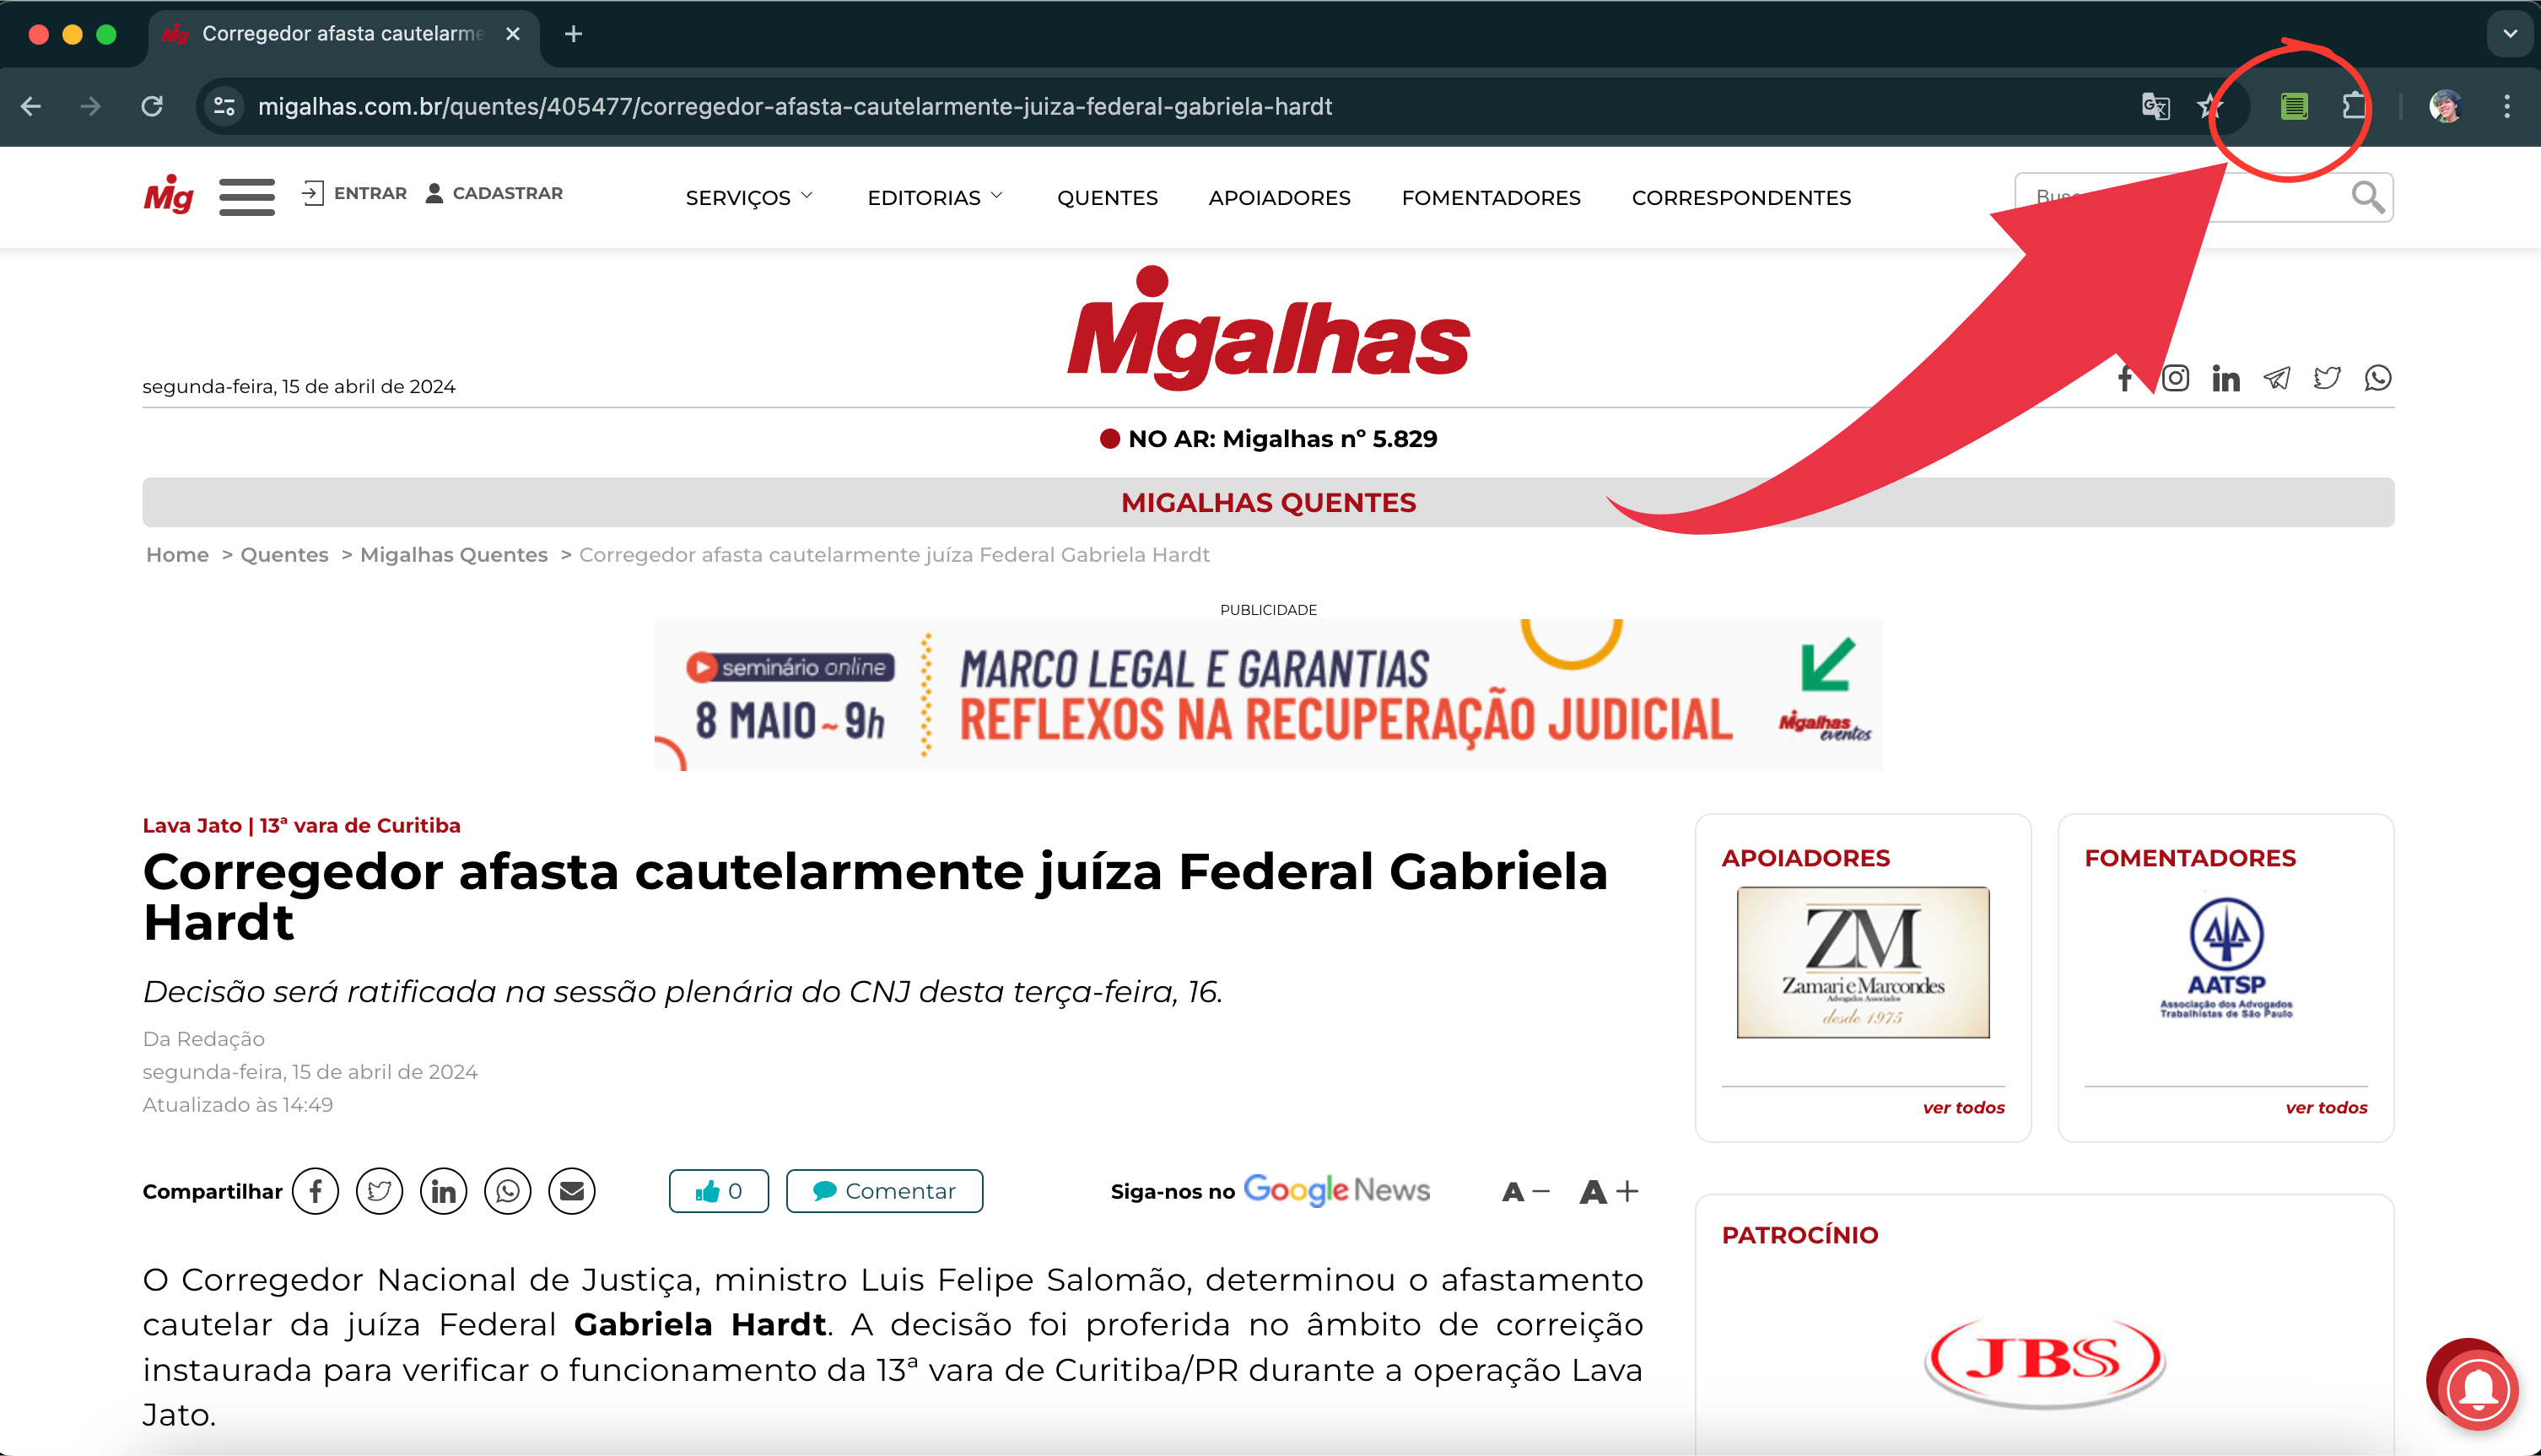 Corregedor afasta cautelarme
migalhas.com.br/quentes/405477/corregedor-afasta-cautelarmente-juiza-federal-gabriela-hardt
Mg ENTRAR CADASTRAR SERVIÇOS EDITORIAS QUENTES APOIADORES FOMENTADORES CORRESPONDENTES
Migalhas
segunda-feira, 15 de abril de 2024
NO AR: Migalhas nº 5.829
MIGALHAS QUENTES
Home > Quentes > Migalhas Quentes > Corregedor afasta cautelarmente juíza Federal Gabriela Hardt
PUBLICIDADE
seminário online
8 MAIO ~ 9h
MARCO LEGAL E GARANTIAS
REFLEXOS NA RECUPERAÇÃO JUDICIAL
Migalhas
eventos
Lava Jato | 13ª vara de Curitiba
Corregedor afasta cautelarmente juíza Federal Gabriela
Hardt
Decisão será ratificada na sessão plenária do CNJ desta terça-feira, 16.
Da Redação
segunda-feira, 15 de abril de 2024
Atualizado às 14:49
Compartilhar 0 Comentar Siga-nos no Google News A− A+
O Corregedor Nacional de Justiça, ministro Luis Felipe Salomão, determinou o afastamento
cautelar da juíza Federal Gabriela Hardt. A decisão foi proferida no âmbito de correição
instaurada para verificar o funcionamento da 13ª vara de Curitiba/PR durante a operação Lava
Jato.
APOIADORES
ZM
Zamari e Marcondes
Advogados Associados
desde 1975
ver todos
FOMENTADORES
AATSP
Associação dos Advogados
Trabalhistas de São Paulo
ver todos
PATROCÍNIO
JBS